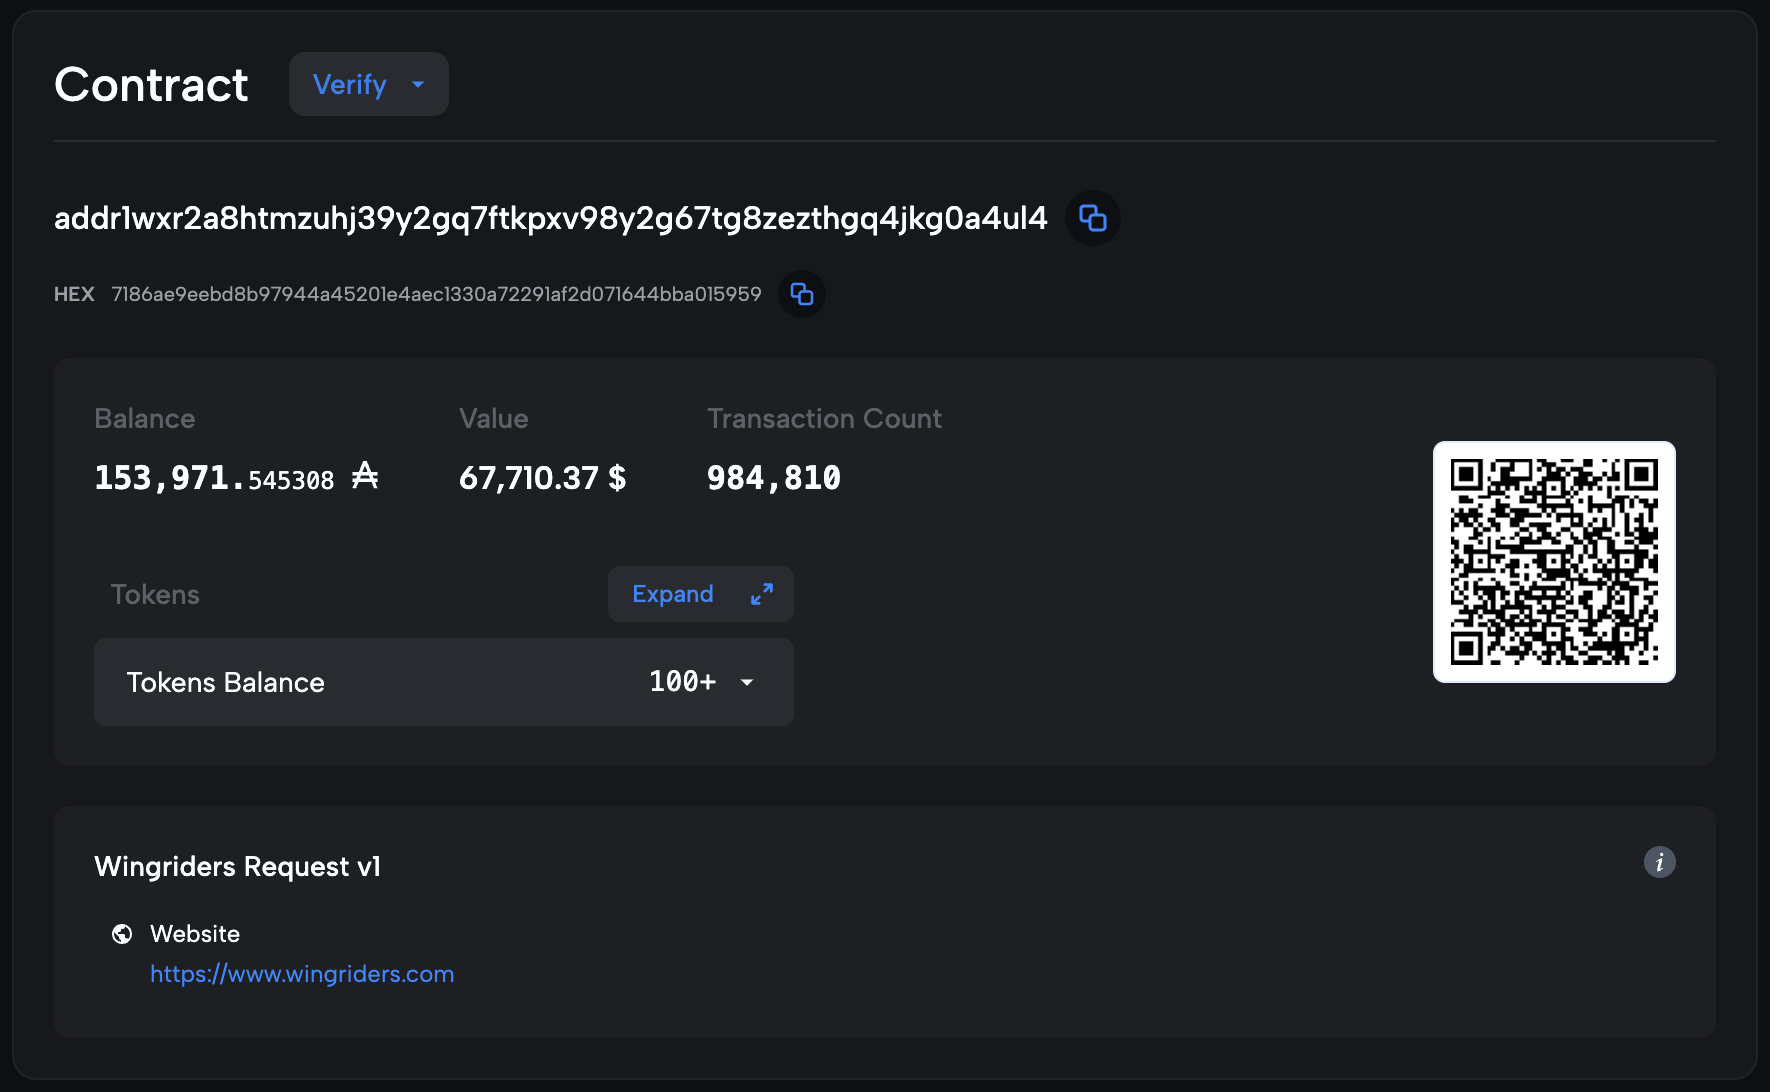 Contract
Verify
addr1wxr2a8htmzuhj39y2gq7ftkpxv98y2g67tg8zezthgq4jkg0a4ul4
HEX 7186ae9eebd8b97944a45201e4aec1330a72291af2d071644bba015959
Balance Value Transaction Count
153,971.545308 ₳ 67,710.37 $ 984,810
Tokens Expand
Tokens Balance 100+
Wingriders Request v1
i
Website
https://www.wingriders.com